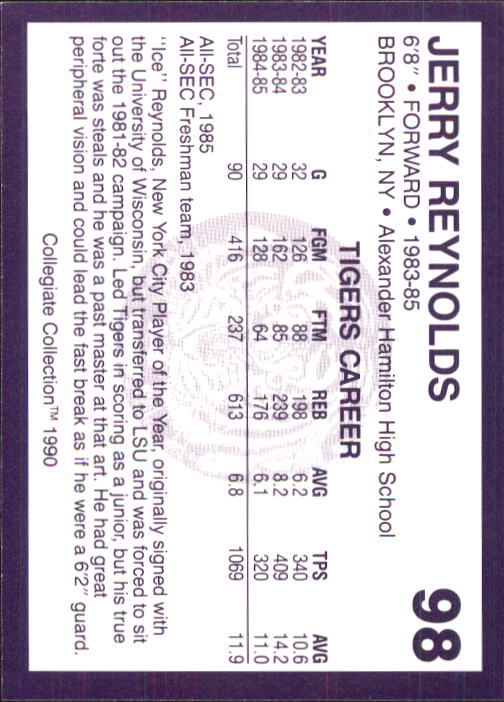 JERRY REYNOLDS 98
6'8" • FORWARD • 1983-85
BROOKLYN, NY • Alexander Hamilton High School
TIGERS CAREER
YEAR G FGM FTM REB AVG TPS AVG
1982-83 32 126 88 198 6.2 340 10.6
1983-84 29 162 85 239 8.2 409 14.2
1984-85 29 128 64 176 6.1 320 11.0
Total 90 416 237 613 6.8 1069 11.9
All-SEC, 1985
All-SEC Freshman team, 1983
"Ice" Reynolds, New York City Player of the Year, originally signed with
the University of Wisconsin, but transferred to LSU and was forced to sit
out the 1981-82 campaign. Led Tigers in scoring as a junior, but his true
forte was steals and he was a past master at that art. He had great
peripheral vision and could lead the fast break as if he were a 6'2" guard.
Collegiate Collection™ 1990